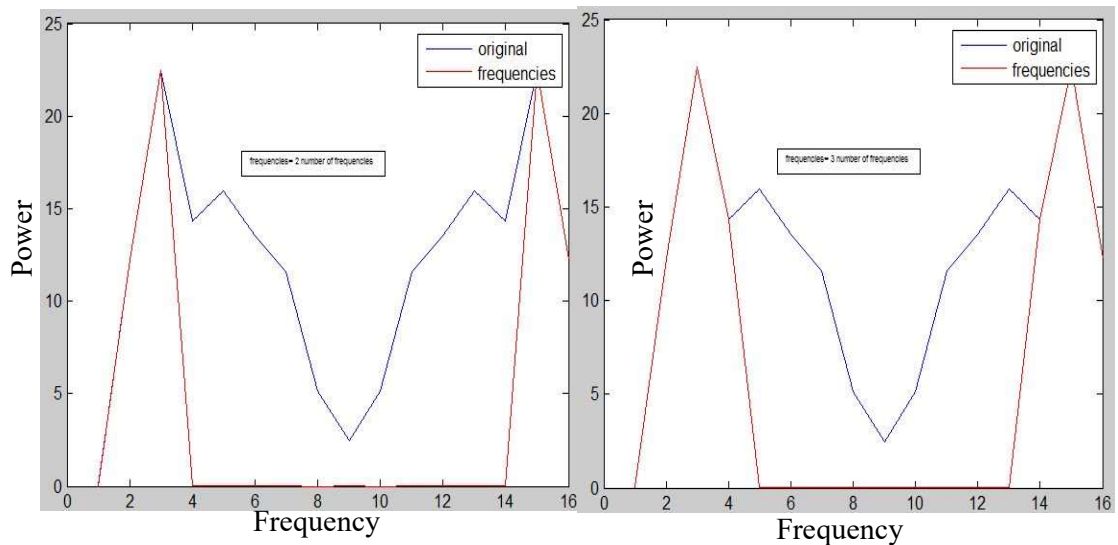 25
20
15
10
5
0
Power
original
frequencies
frequencies= 2 number of frequencies
0 2 4 6 8 10 12 14 16
Frequency
25
20
15
10
5
0
Power
original
frequencies
frequencies= 3 number of frequencies
0 2 4 6 8 10 12 14 16
Frequency